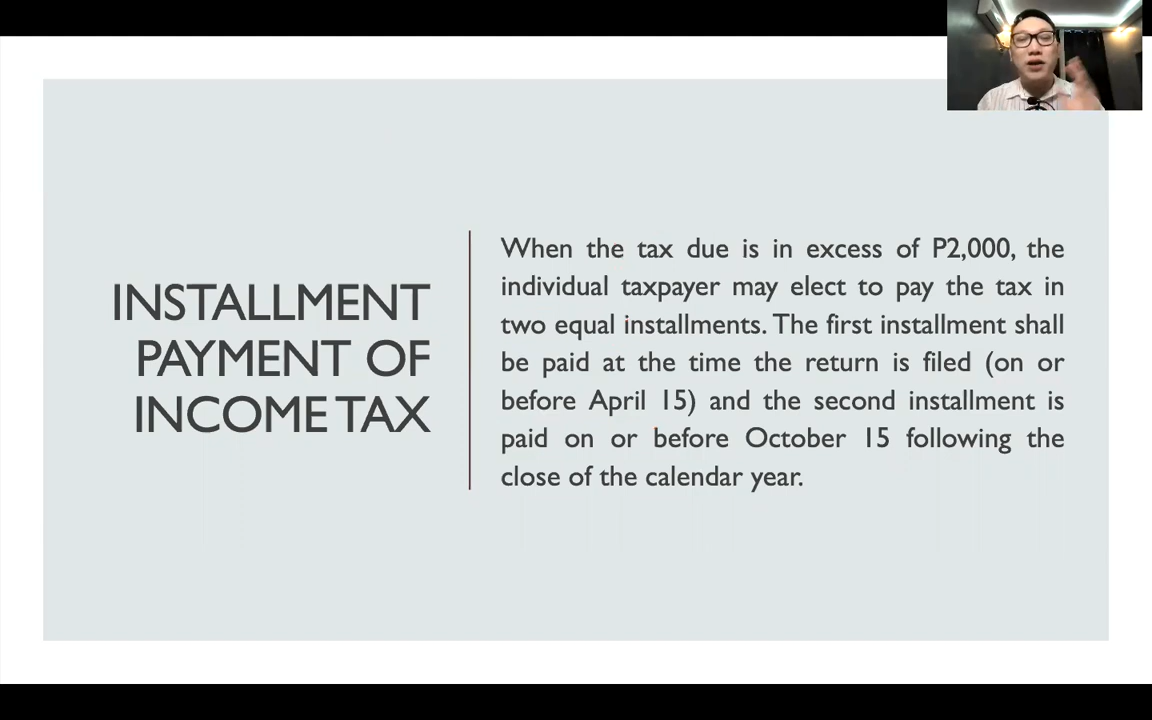 INSTALLMENT
PAYMENT OF
INCOME TAX
When the tax due is in excess of P2,000, the
individual taxpayer may elect to pay the tax in
two equal installments. The first installment shall
be paid at the time the return is filed (on or
before April 15) and the second installment is
paid on or before October 15 following the
close of the calendar year.